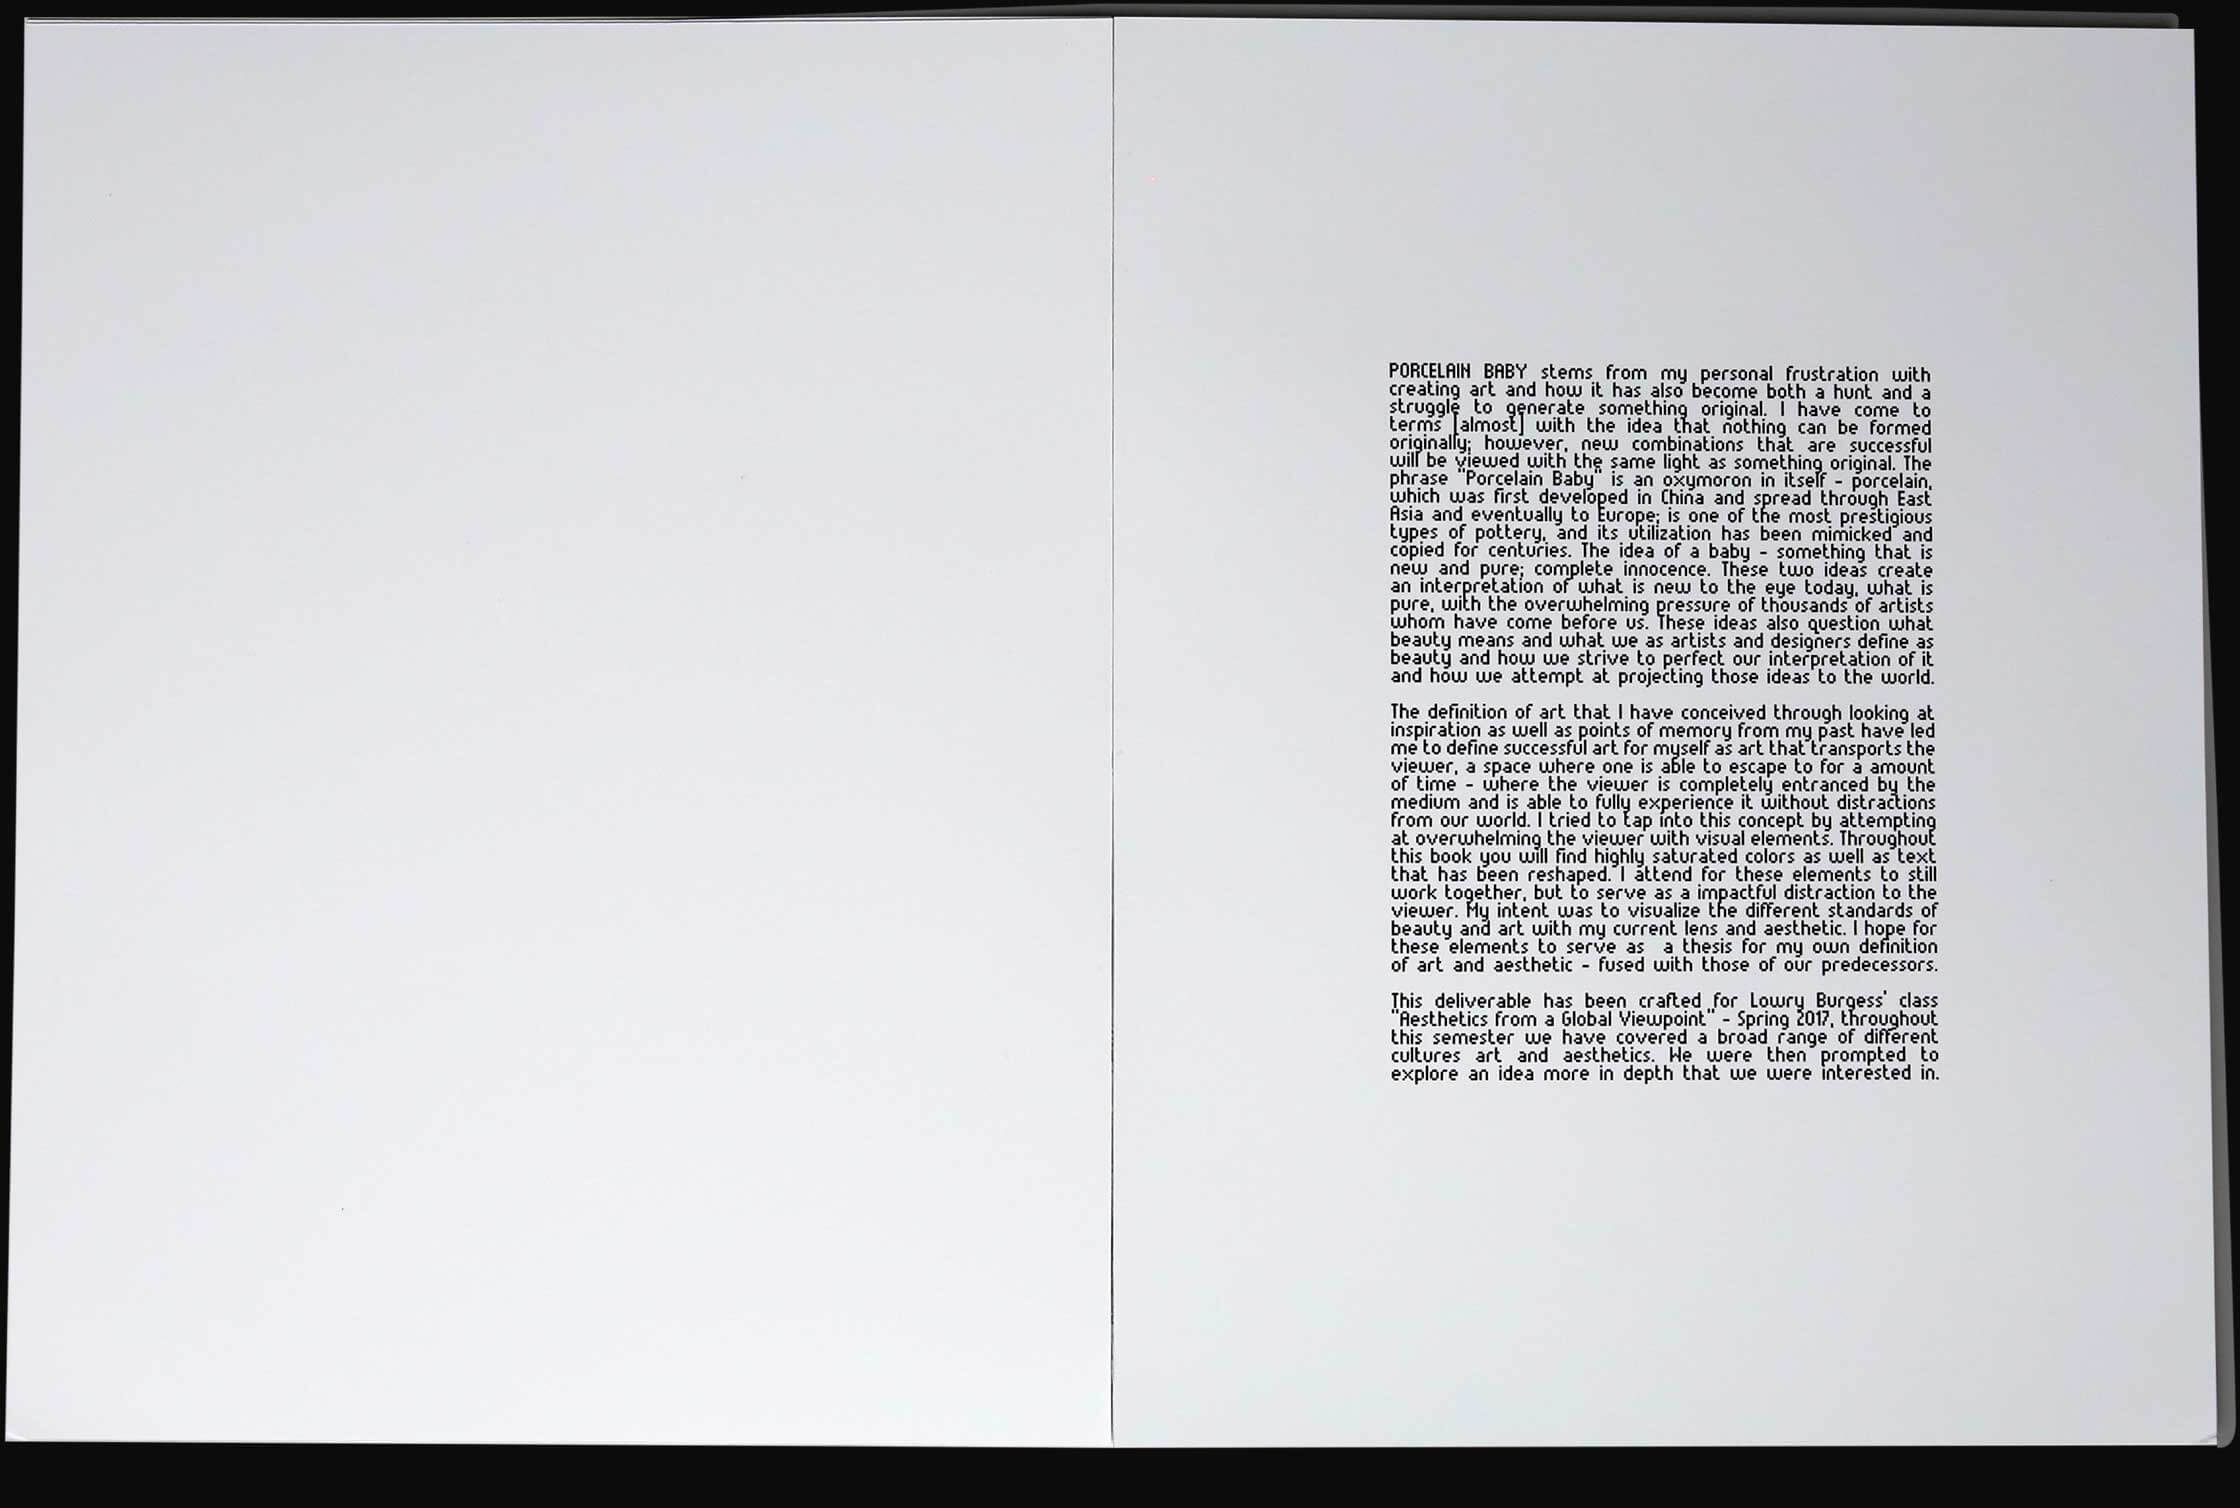 PORCELAIN BABY stems from my personal frustration with
creating art and how it has also become both a hunt and a
struggle to generate something original. I have come to
terms [almost] with the idea that nothing can be formed
originally; however, new combinations that are successful
will be viewed with the same light as something original. The
phrase "Porcelain Baby" is an oxymoron in itself - porcelain,
which was first developed in China and spread through East
Asia and eventually to Europe; is one of the most prestigious
types of pottery, and its utilization has been mimicked and
copied for centuries. The idea of a baby - something that is
new and pure; complete innocence. These two ideas create
an interpretation of what is new to the eye today, what is
pure, with the overwhelming pressure of thousands of artists
whom have come before us. These ideas also question what
beauty means and what we as artists and designers define as
beauty and how we strive to perfect our interpretation of it
and how we attempt at projecting those ideas to the world.
The definition of art that I have conceived through looking at
inspiration as well as points of memory from my past have led
me to define successful art for myself as art that transports the
viewer, a space where one is able to escape to for a amount
of time - where the viewer is completely entranced by the
medium and is able to fully experience it without distractions
from our world. I tried to tap into this concept by attempting
at overwhelming the viewer with visual elements. Throughout
this book you will find highly saturated colors as well as text
that has been reshaped. I attend for these elements to still
work together, but to serve as a impactful distraction to the
viewer. My intent was to visualize the different standards of
beauty and art with my current lens and aesthetic. I hope for
these elements to serve as a thesis for my own definition
of art and aesthetic - fused with those of our predecessors.
This deliverable has been crafted for Lowry Burgess' class
"Aesthetics from a Global Viewpoint" - Spring 2017, throughout
this semester we have covered a broad range of different
cultures art and aesthetics. We were then prompted to
explore an idea more in depth that we were interested in.